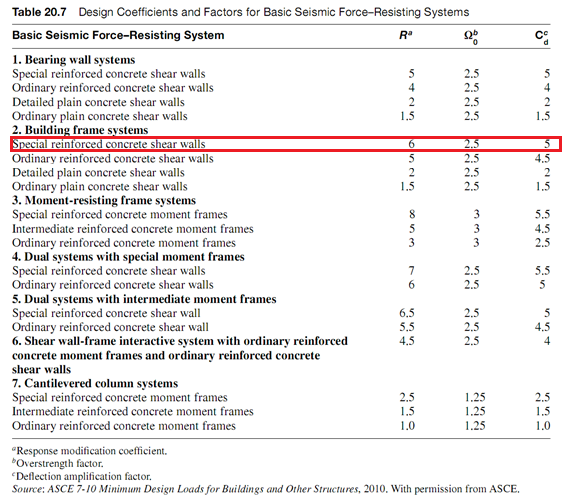 Table 20.7 Design Coefficients and Factors for Basic Seismic Force–Resisting Systems
Basic Seismic Force–Resisting System Rᵃ Ω₀ᵇ C_dᶜ
1. Bearing wall systems
Special reinforced concrete shear walls 5 2.5 5
Ordinary reinforced concrete shear walls 4 2.5 4
Detailed plain concrete shear walls 2 2.5 2
Ordinary plain concrete shear walls 1.5 2.5 1.5
2. Building frame systems
Special reinforced concrete shear walls 6 2.5 5
Ordinary reinforced concrete shear walls 5 2.5 4.5
Detailed plain concrete shear walls 2 2.5 2
Ordinary plain concrete shear walls 1.5 2.5 1.5
3. Moment-resisting frame systems
Special reinforced concrete moment frames 8 3 5.5
Intermediate reinforced concrete moment frames 5 3 4.5
Ordinary reinforced concrete moment frames 3 3 2.5
4. Dual systems with special moment frames
Special reinforced concrete shear walls 7 2.5 5.5
Ordinary reinforced concrete shear walls 6 2.5 5
5. Dual systems with intermediate moment frames
Special reinforced concrete shear wall 6.5 2.5 5
Ordinary reinforced concrete shear wall 5.5 2.5 4.5
6. Shear wall-frame interactive system with ordinary reinforced 4.5 2.5 4
concrete moment frames and ordinary reinforced concrete
shear walls
7. Cantilevered column systems
Special reinforced concrete moment frames 2.5 1.25 2.5
Intermediate reinforced concrete moment frames 1.5 1.25 1.5
Ordinary reinforced concrete moment frames 1.0 1.25 1.0
ᵃResponse modification coefficient.
ᵇOverstrength factor.
ᶜDeflection amplification factor.
Source: ASCE 7-10 Minimum Design Loads for Buildings and Other Structures, 2010. With permission from ASCE.